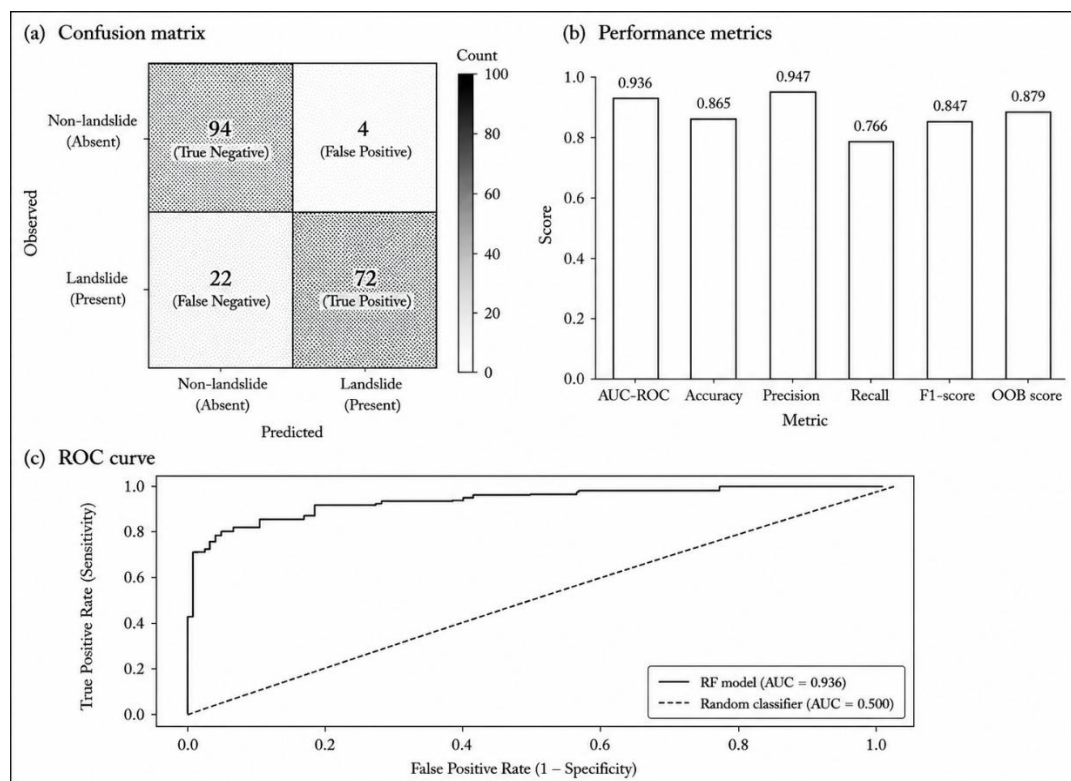 (a) Confusion matrix
Count
100
80
60
40
20
0
Observed
Non-landslide
(Absent)
94
(True Negative)
4
(False Positive)
Landslide
(Present)
22
(False Negative)
72
(True Positive)
Non-landslide
(Absent)
Landslide
(Present)
Predicted
(b) Performance metrics
Score
1.0
0.8
0.6
0.4
0.2
0.0
0.936
0.865
0.947
0.766
0.847
0.879
AUC-ROC
Accuracy
Precision
Recall
F1-score
OOB score
Metric
(c) ROC curve
True Positive Rate (Sensitivity)
1.0
0.8
0.6
0.4
0.2
0.0
RF model (AUC = 0.936)
Random classifier (AUC = 0.500)
0.0
0.2
0.4
0.6
0.8
1.0
False Positive Rate (1 – Specificity)